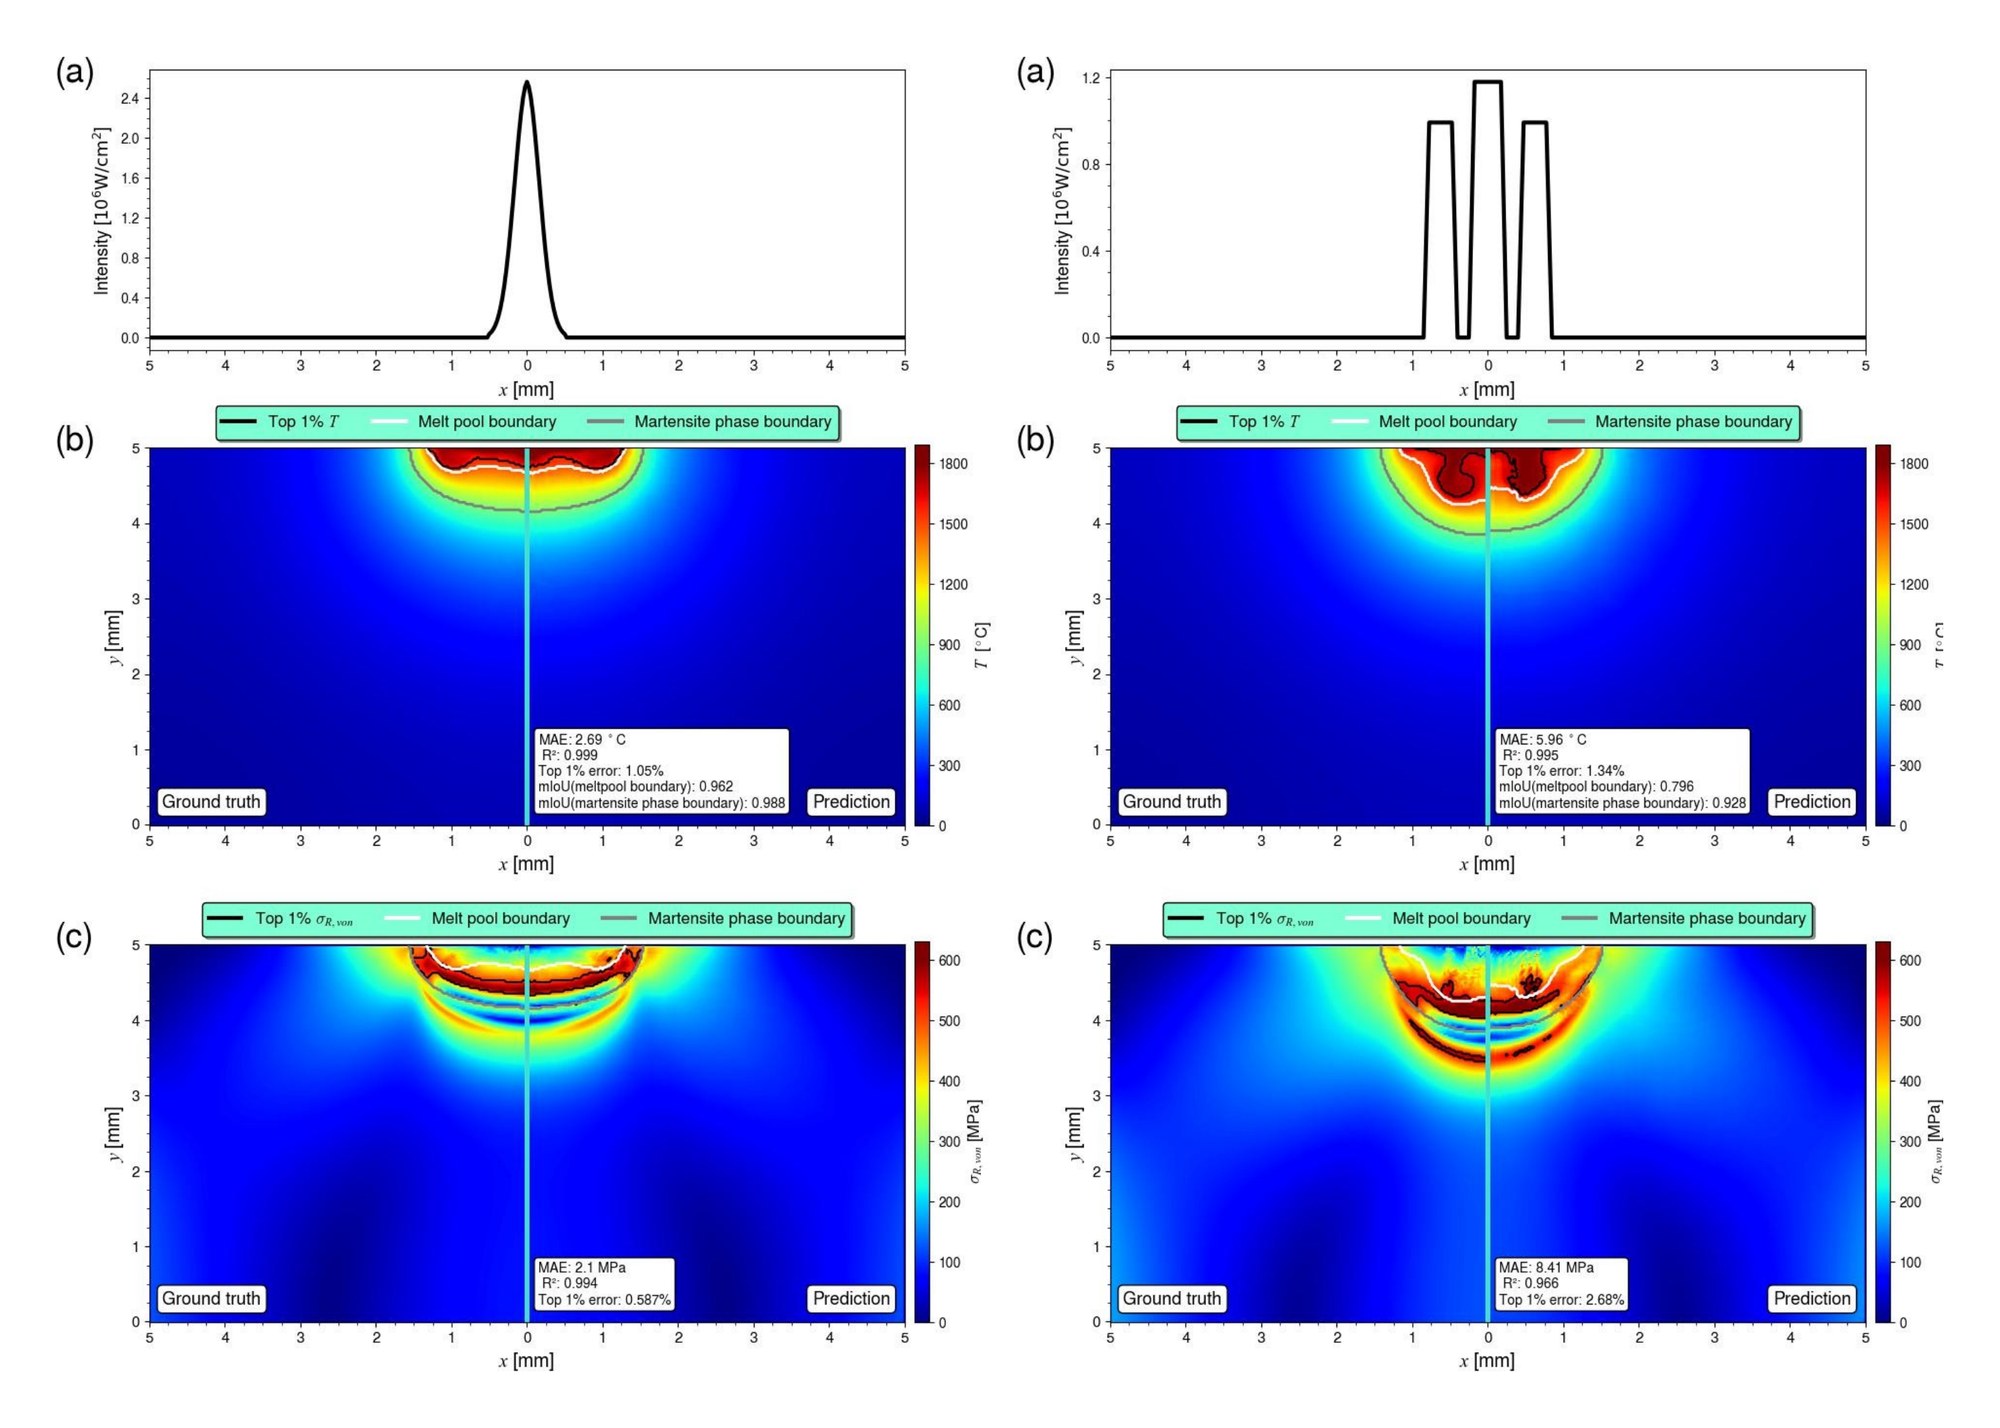 (a)
Intensity [10⁶W/cm²]
2.4
2.0
1.6
1.2
0.8
0.4
0.0
5 4 3 2 1 0 1 2 3 4 5
x [mm]
(b)
Top 1% T Melt pool boundary Martensite phase boundary
5
4
3
2
1
0
y [mm]
MAE: 2.69 °C
R²: 0.999
Top 1% error: 1.05%
mIoU(meltpool boundary): 0.962
mIoU(martensite phase boundary): 0.988
Ground truth
Prediction
5 4 3 2 1 0 1 2 3 4 5
x [mm]
1800
1500
1200
900
600
300
0
T [°C]
(c)
Top 1% σR,von Melt pool boundary Martensite phase boundary
5
4
3
2
1
0
y [mm]
MAE: 2.1 MPa
R²: 0.994
Top 1% error: 0.587%
Ground truth
Prediction
5 4 3 2 1 0 1 2 3 4 5
x [mm]
600
500
400
300
200
100
0
σR,von [MPa]
(a)
Intensity [10⁶W/cm²]
1.2
0.8
0.4
0.0
5 4 3 2 1 0 1 2 3 4 5
x [mm]
(b)
Top 1% T Melt pool boundary Martensite phase boundary
5
4
3
2
1
0
y [mm]
MAE: 5.96 °C
R²: 0.995
Top 1% error: 1.34%
mIoU(meltpool boundary): 0.796
mIoU(martensite phase boundary): 0.928
Ground truth
Prediction
5 4 3 2 1 0 1 2 3 4 5
x [mm]
1800
1500
1200
900
600
300
0
(c)
Top 1% σR,von Melt pool boundary Martensite phase boundary
5
4
3
2
1
0
y [mm]
MAE: 8.41 MPa
R²: 0.966
Top 1% error: 2.68%
Ground truth
Prediction
5 4 3 2 1 0 1 2 3 4 5
x [mm]
600
500
400
300
200
100
0
σR,von [MPa]